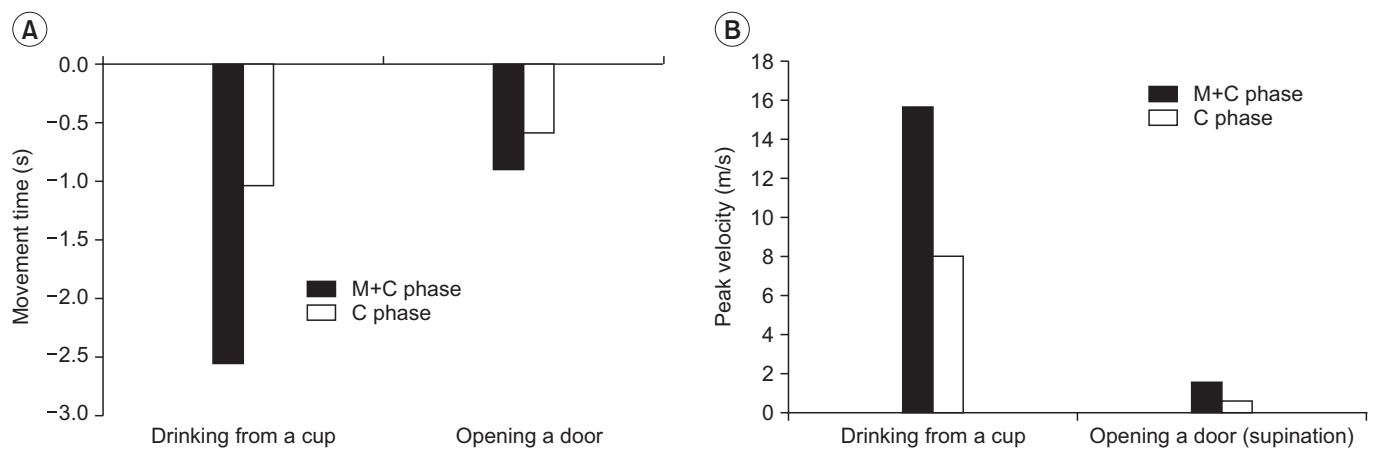 A
0.0
−0.5
−1.0
−1.5
−2.0
−2.5
−3.0
Movement time (s)
M+C phase
C phase
Drinking from a cup
Opening a door
B
18
16
14
12
10
8
6
4
2
0
Peak velocity (m/s)
M+C phase
C phase
Drinking from a cup
Opening a door (supination)